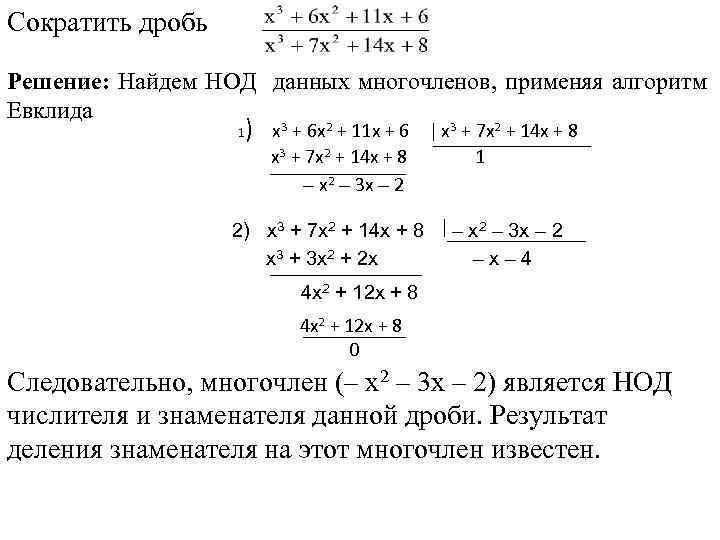 Сократить дробь x³ + 6x² +11x + 6
x³ + 7x² + 14x + 8
Решение: Найдем НОД данных многочленов, применяя алгоритм
Евклида
1) x³ + 6x² + 11x + 6 | x³ + 7x² + 14x + 8
x³ + 7x² + 14x + 8 1
– x² – 3x – 2
2) x³ + 7x² + 14x + 8 | – x² – 3x – 2
x³ + 3x² + 2x – x – 4
4x² + 12x + 8
4x² + 12x + 8
0
Следовательно, многочлен (– x² – 3x – 2) является НОД
числителя и знаменателя данной дроби. Результат
деления знаменателя на этот многочлен известен.